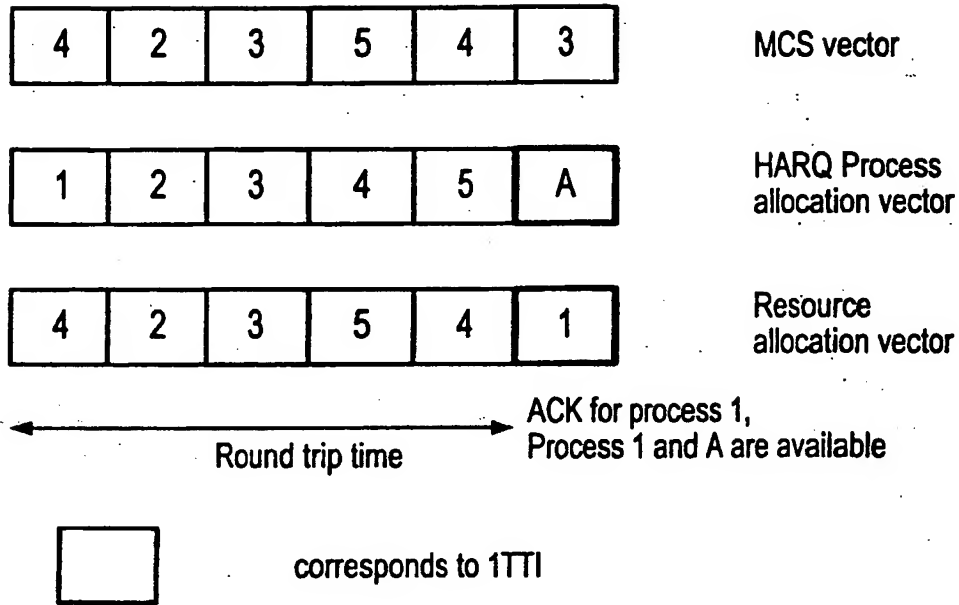 4 2 3 5 4 3 MCS vector
1 2 3 4 5 A HARQ Process
allocation vector
4 2 3 5 4 1 Resource
allocation vector
Round trip time
ACK for process 1,
Process 1 and A are available
corresponds to 1TTI